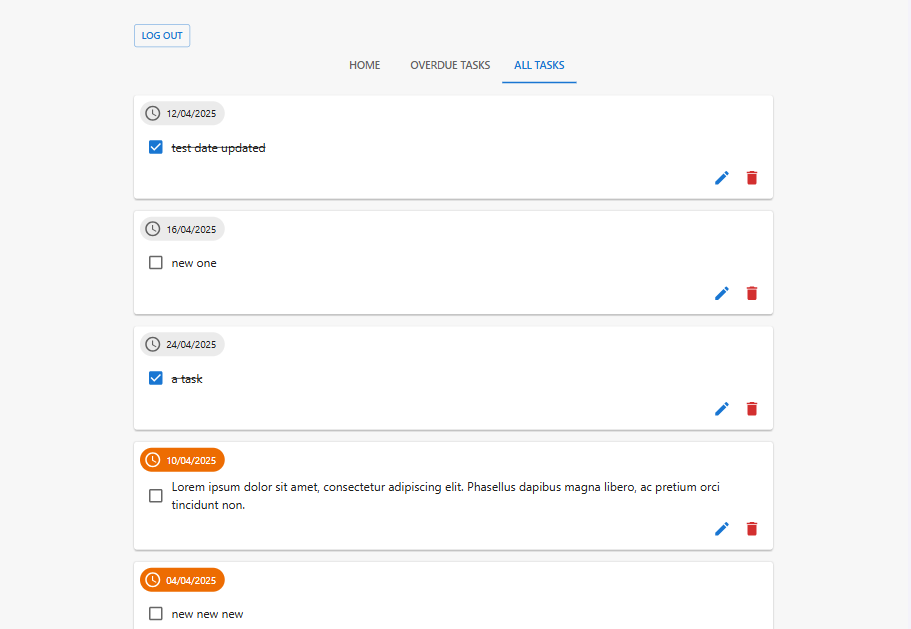 LOG OUT
HOME OVERDUE TASKS ALL TASKS
12/04/2025
test date updated
16/04/2025
new one
24/04/2025
a task
10/04/2025
Lorem ipsum dolor sit amet, consectetur adipiscing elit. Phasellus dapibus magna libero, ac pretium orci
tincidunt non.
04/04/2025
new new new